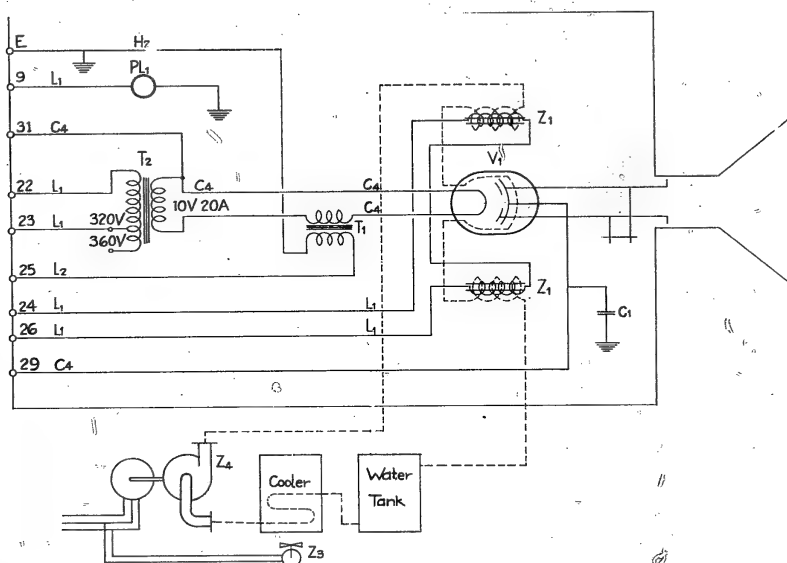 E H2
9 L1 PL1
31 C4
T2
22 L1 C4 C4 Z1
10V 20A
V1
23 L1 320V C4
360V T1
25 L2
24 L1 L1 Z1
26 L1 L1 C1
29 C4
Z4
Cooler
Water
Tank
Z3